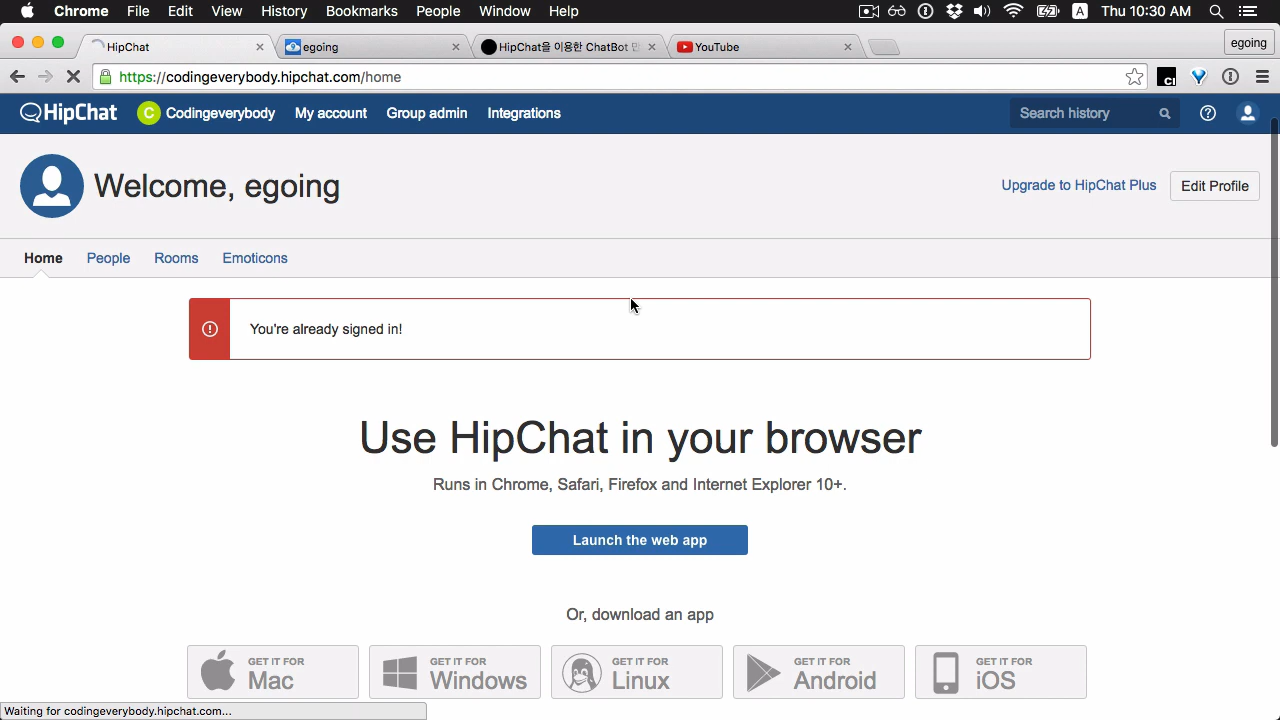 Chrome File Edit View History Bookmarks People Window Help A Thu 10:30 AM
HipChat egoing HipChat을 이용한 ChatBot 만 YouTube egoing
https://codingeverybody.hipchat.com/home
HipChat C Codingeverybody My account Group admin Integrations Search history
Welcome, egoing Upgrade to HipChat Plus Edit Profile
Home People Rooms Emoticons
You're already signed in!
Use HipChat in your browser
Runs in Chrome, Safari, Firefox and Internet Explorer 10+.
Launch the web app
Or, download an app
GET IT FOR GET IT FOR GET IT FOR GET IT FOR GET IT FOR
Mac Windows Linux Android iOS
Waiting for codingeverybody.hipchat.com...